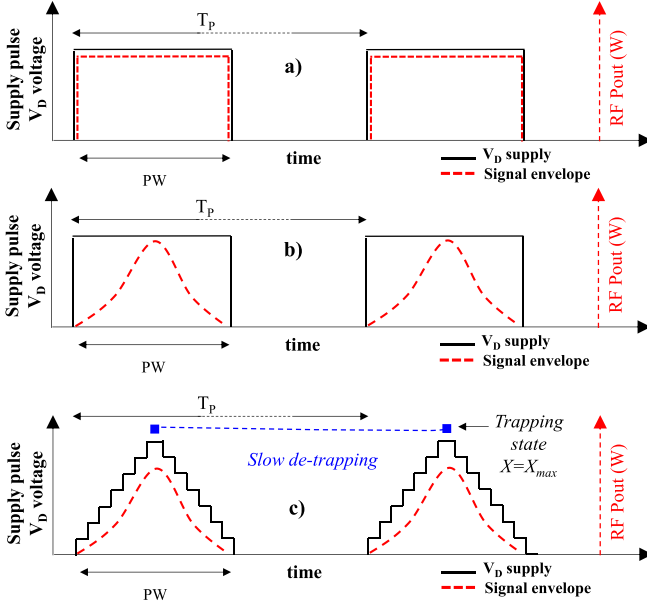 T_P
Supply pulse
V_D voltage
a)
RF Pout (W)
PW
time
V_D supply
Signal envelope
T_P
Supply pulse
V_D voltage
b)
RF Pout (W)
PW
time
V_D supply
Signal envelope
T_P
Supply pulse
V_D voltage
Slow de-trapping
Trapping
state
X=X_max
c)
RF Pout (W)
PW
time
V_D supply
Signal envelope